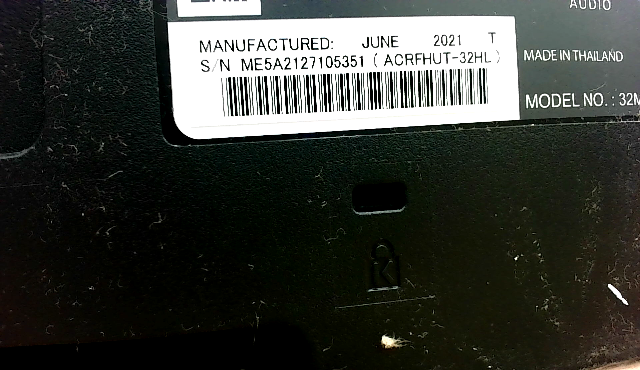 AUDIO
MANUFACTURED: JUNE 2021 T
S/N ME5A2127105351 ( ACRFHUT-32HL )
MADE IN THAILAND
MODEL NO. : 32M